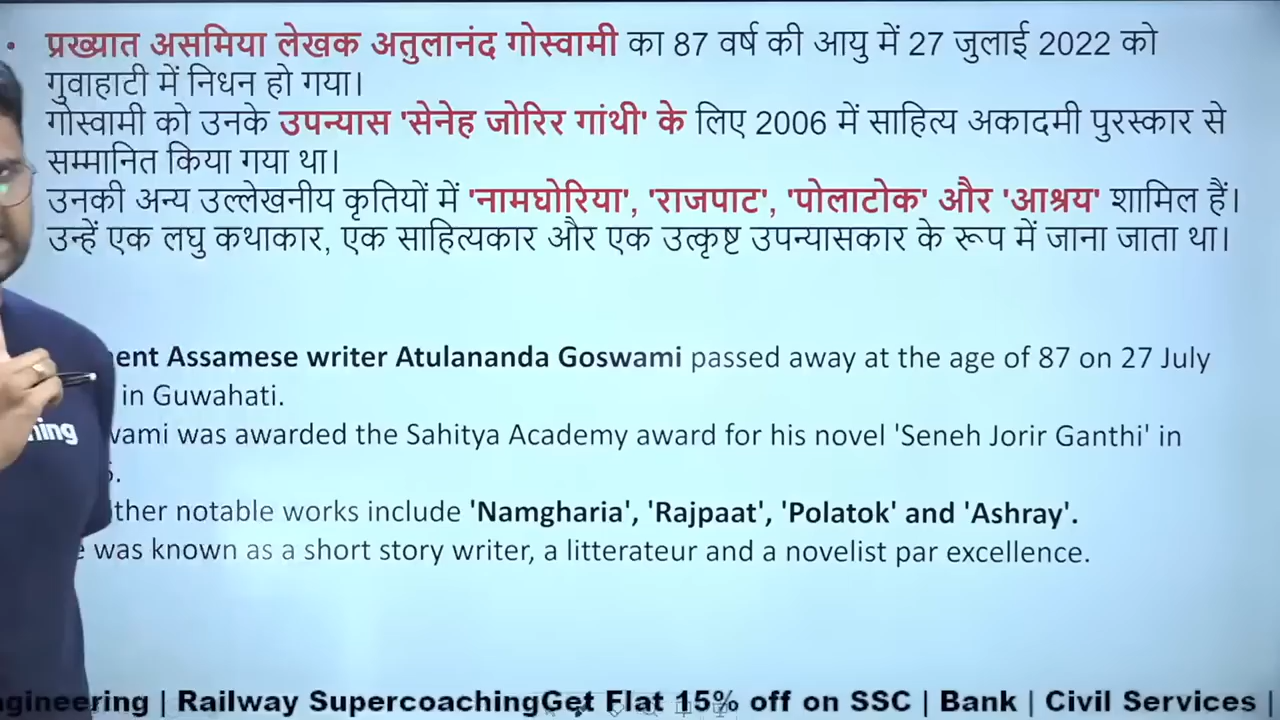 प्रख्यात असमिया लेखक अतुलानंद गोस्वामी का 87 वर्ष की आयु में 27 जुलाई 2022 को
गुवाहाटी में निधन हो गया।
गोस्वामी को उनके उपन्यास 'सेनेह जोरिर गांथी' के लिए 2006 में साहित्य अकादमी पुरस्कार से
सम्मानित किया गया था।
उनकी अन्य उल्लेखनीय कृतियों में 'नामघोरिया', 'राजपाट', 'पोलाटोक' और 'आश्रय' शामिल हैं।
उन्हें एक लघु कथाकार, एक साहित्यकार और एक उत्कृष्ट उपन्यासकार के रूप में जाना जाता था।
Assamese writer Atulananda Goswami passed away at the age of 87 on 27 July
in Guwahati.
was awarded the Sahitya Academy award for his novel 'Seneh Jorir Ganthi' in
notable works include 'Namgharia', 'Rajpaat', 'Polatok' and 'Ashray'.
was known as a short story writer, a litterateur and a novelist par excellence.
| Railway SupercoachingGet Flat 15% off on SSC | Bank | Civil Services |